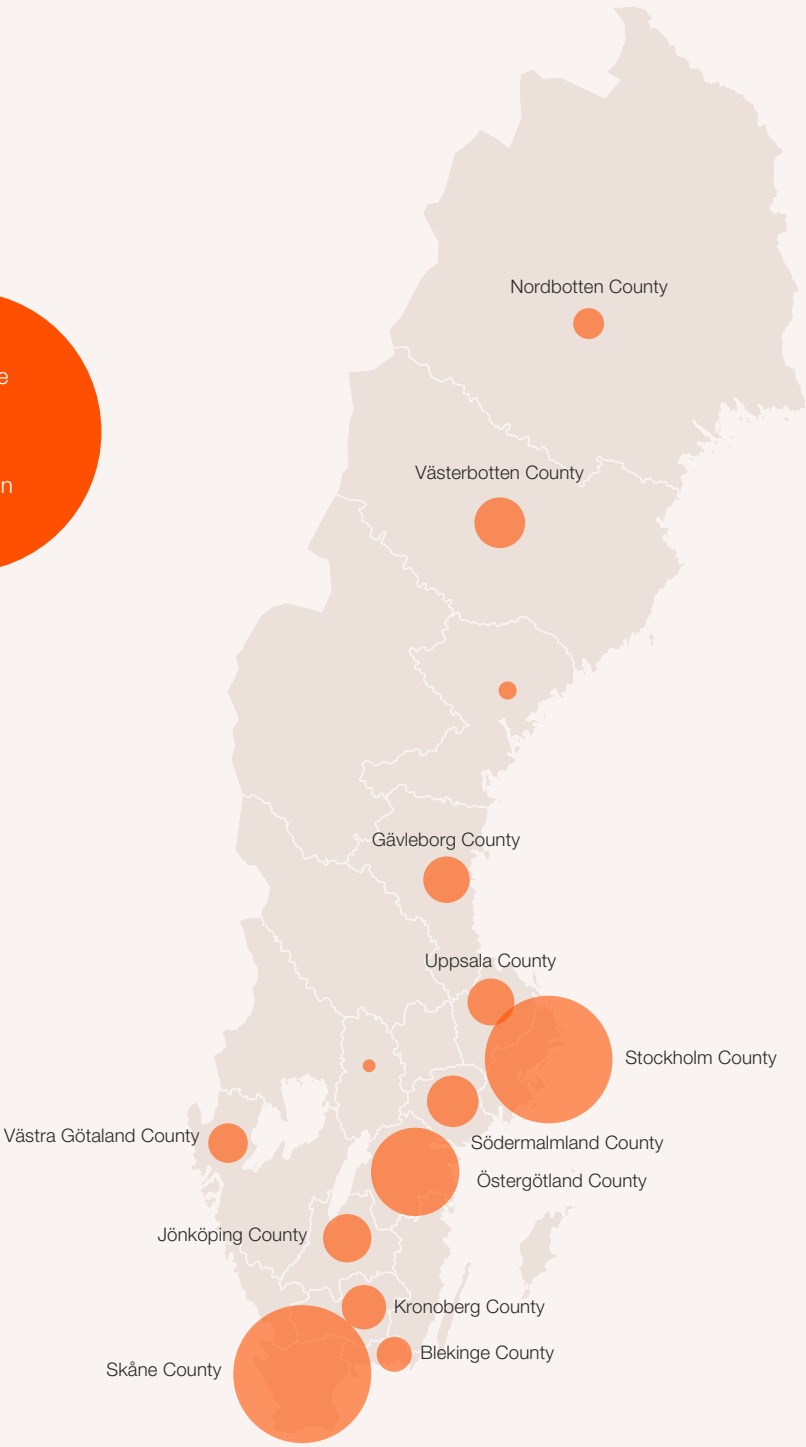 Nordbotten County
e
n
Västerbotten County
Gävleborg County
Uppsala County
Stockholm County
Västra Götaland County
Södermalmland County
Östergötland County
Jönköping County
Kronoberg County
Blekinge County
Skåne County